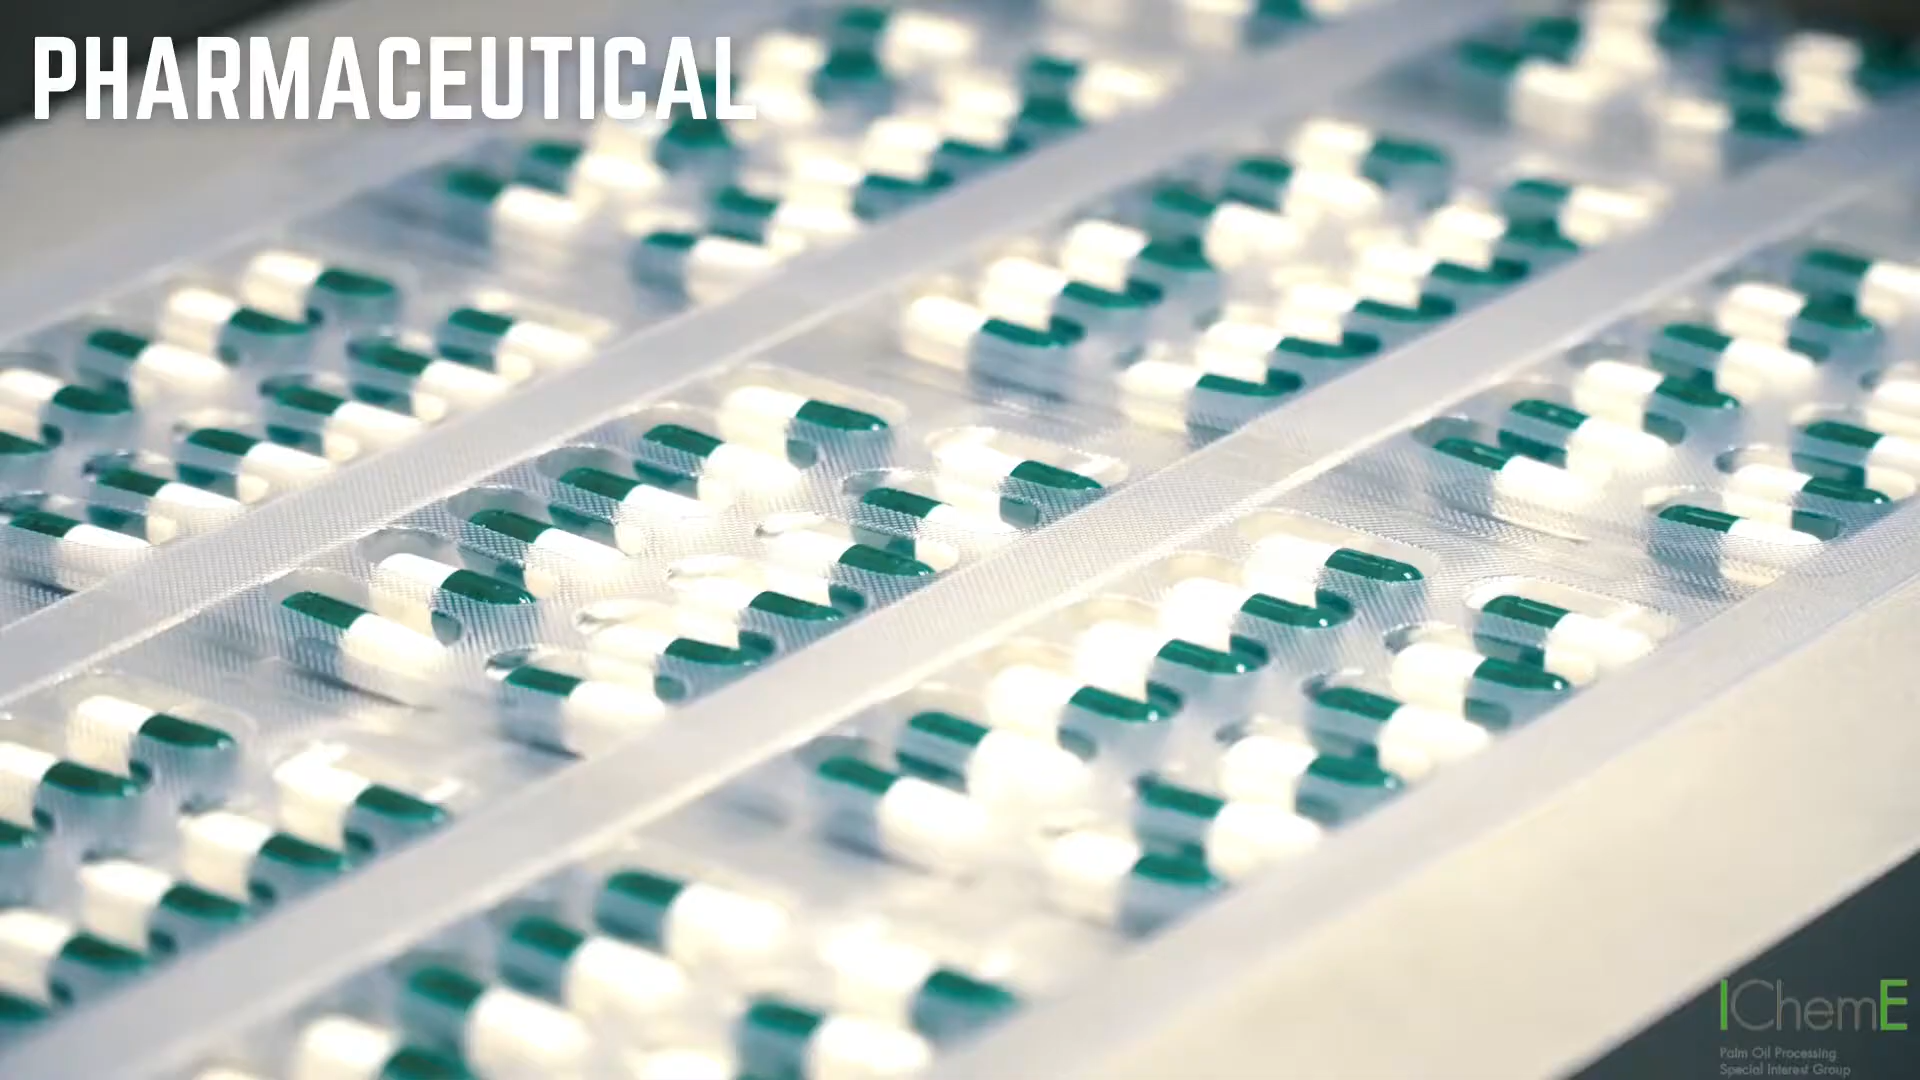 PHARMACEUTICAL
IChemE
Palm Oil Processing
Special Interest Group